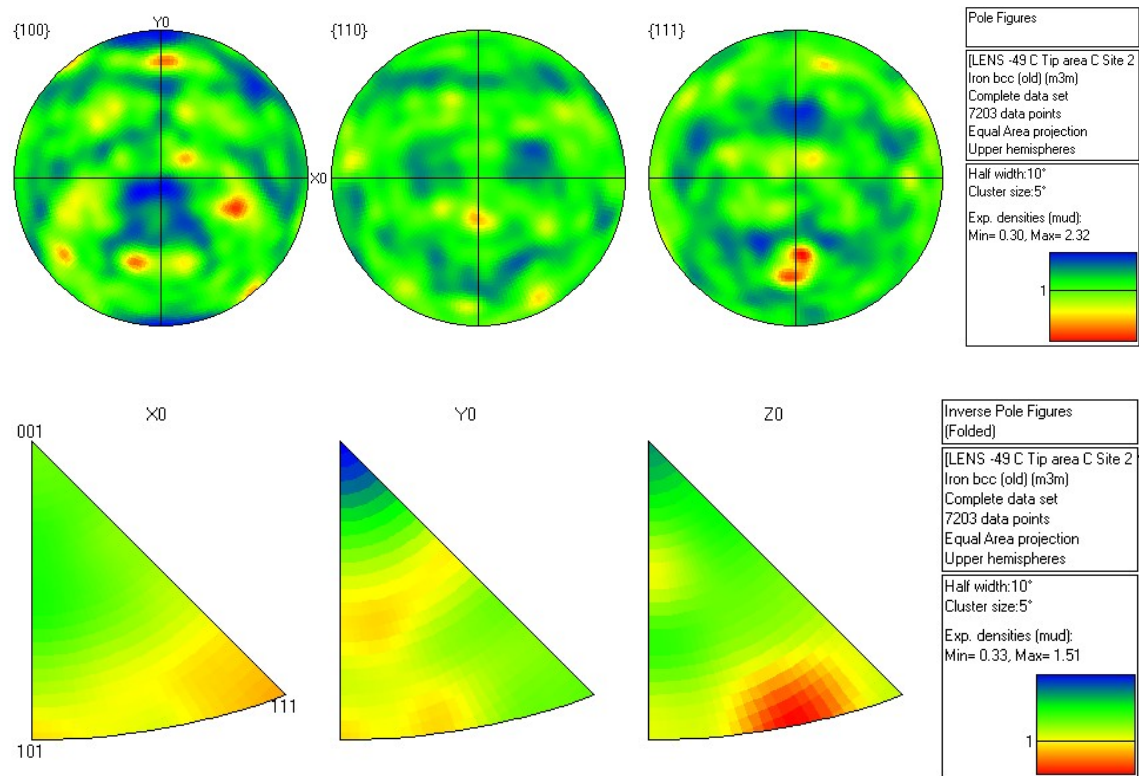 {100}
Y0
X0
{110}
{111}
Pole Figures
[LENS -49 C Tip area C Site 2
Iron bcc (old) (m3m)
Complete data set
7203 data points
Equal Area projection
Upper hemispheres
Half width:10°
Cluster size:5°
Exp. densities (mud):
Min= 0.30, Max= 2.32
1
X0
001
111
101
Y0
Z0
Inverse Pole Figures
(Folded)
[LENS -49 C Tip area C Site 2
Iron bcc (old) (m3m)
Complete data set
7203 data points
Equal Area projection
Upper hemispheres
Half width:10°
Cluster size:5°
Exp. densities (mud):
Min= 0.33, Max= 1.51
1